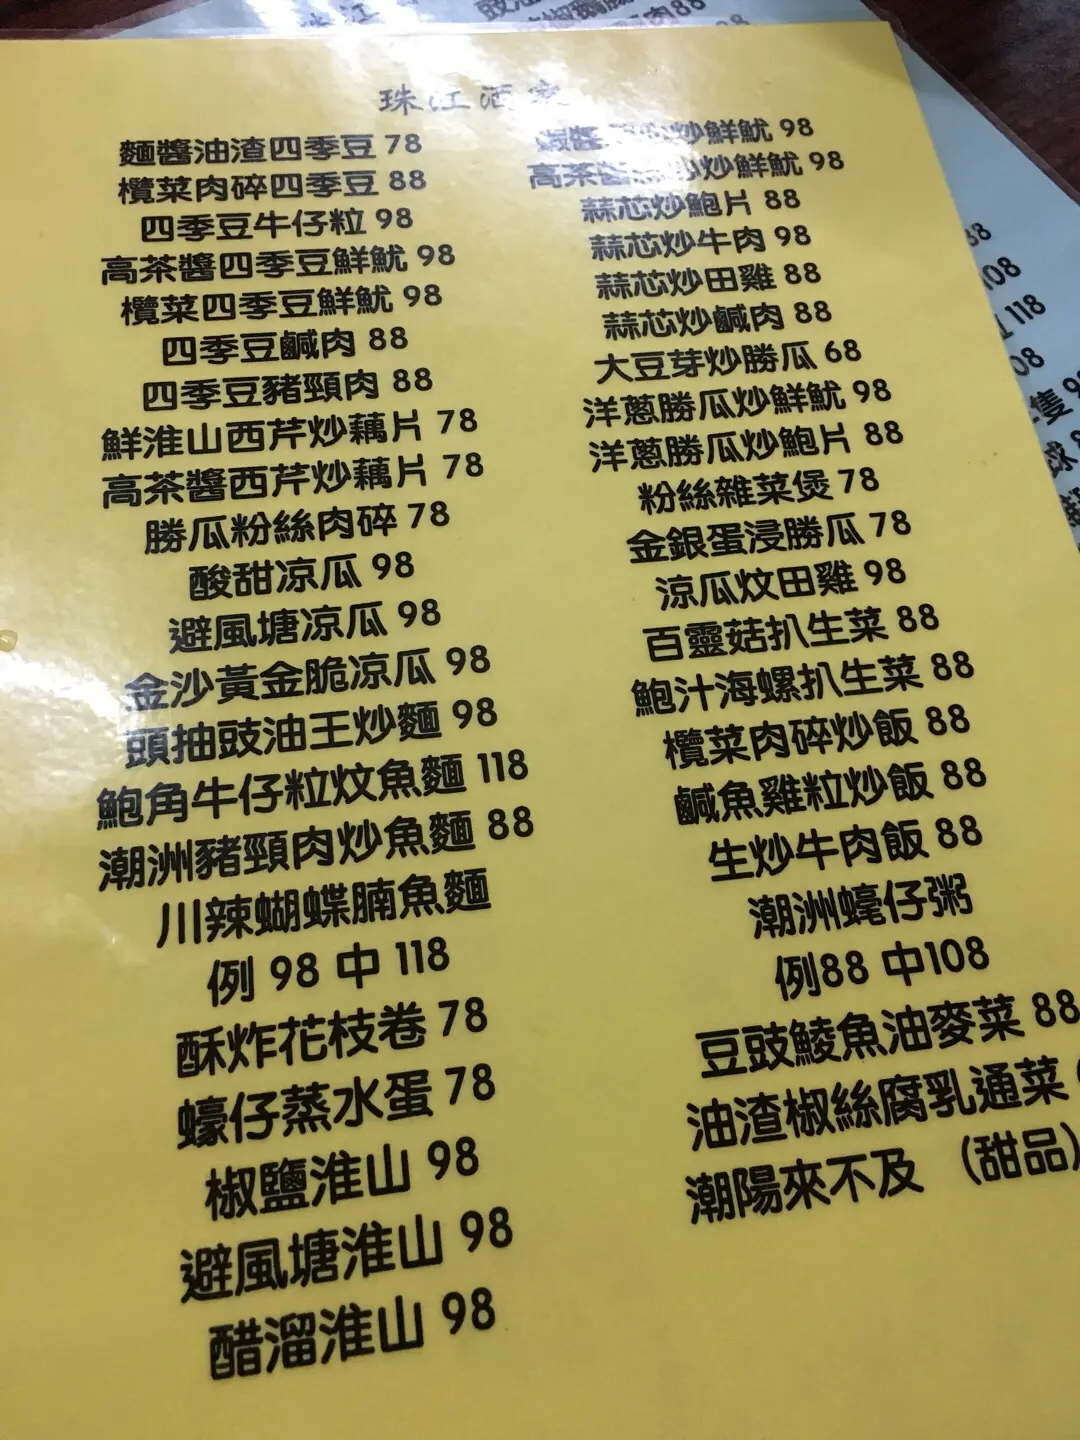 珠江酒家
麵醬油渣四季豆 78
欖菜肉碎四季豆 88
四季豆牛仔粒 98
高茶醬四季豆鮮魷 98
欖菜四季豆鮮魷 98
四季豆鹹肉 88
四季豆豬頸肉 88
鮮淮山西芹炒藕片 78
高茶醬西芹炒藕片 78
勝瓜粉絲肉碎 78
酸甜凉瓜 98
避風塘凉瓜 98
金沙黃金脆凉瓜 98
頭抽豉油王炒麵 98
鮑角牛仔粒炆魚麵 118
潮洲豬頸肉炒魚麵 88
川辣蝴蝶腩魚麵
例 98 中 118
酥炸花枝卷 78
蠔仔蒸水蛋 78
椒鹽淮山 98
避風塘淮山 98
醋溜淮山 98
炒鮮魷 98
高茶醬 炒鮮魷 98
蒜芯炒鮑片 88
蒜芯炒牛肉 98
蒜芯炒田雞 88
蒜芯炒鹹肉 88
大豆芽炒勝瓜 68
洋蔥勝瓜炒鮮魷 98
洋蔥勝瓜炒鮑片 88
粉絲雜菜煲 78
金銀蛋浸勝瓜 78
涼瓜炆田雞 98
百靈菇扒生菜 88
鮑汁海螺扒生菜 88
欖菜肉碎炒飯 88
鹹魚雞粒炒飯 88
生炒牛肉飯 88
潮洲蠔仔粥
例88 中108
豆豉鯪魚油麥菜 88
油渣椒絲腐乳通菜
潮陽來不及 （甜品）
88
108
118
08
隻
球